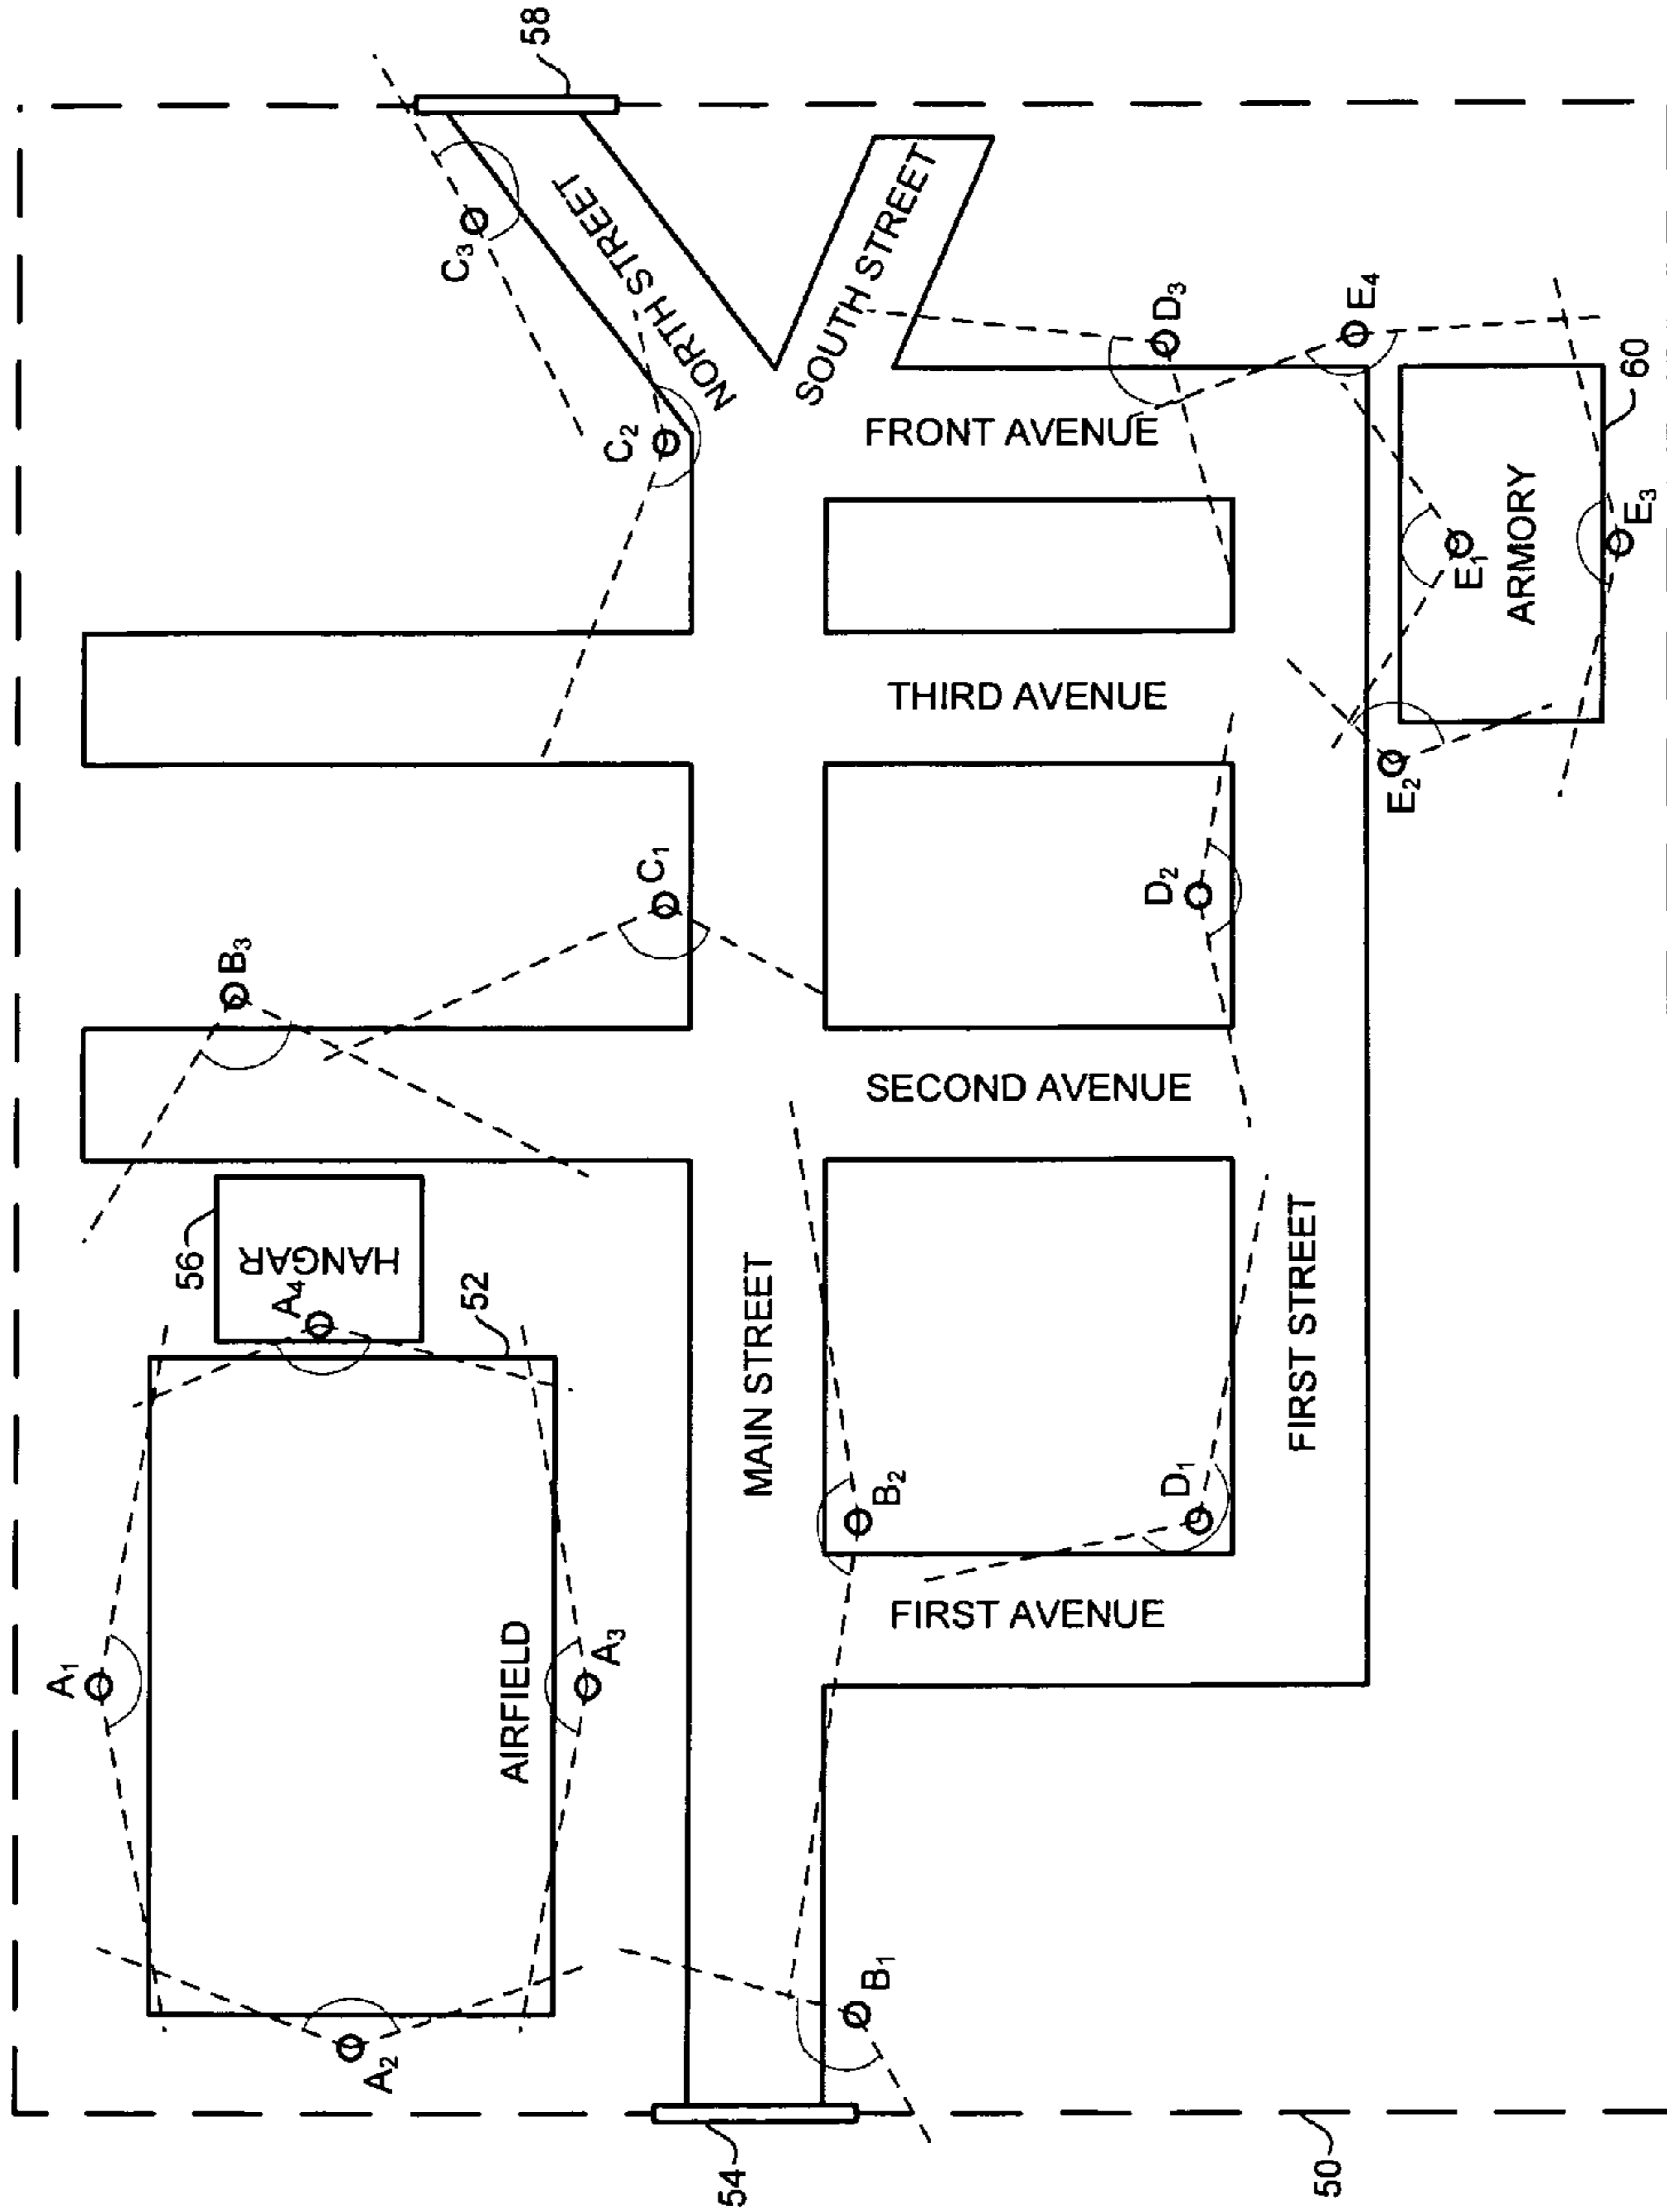 58
C₃
NORTH STREET
SOUTH STREET
C₂
D₃
E₄
FRONT AVENUE
60
E₁
ARMORY
E₃
THIRD AVENUE
E₂
C₁
D₂
B₃
SECOND AVENUE
56
HANGAR
A₄
52
MAIN STREET
FIRST STREET
B₂
D₁
FIRST AVENUE
A₁
AIRFIELD
A₃
A₂
B₁
54
50